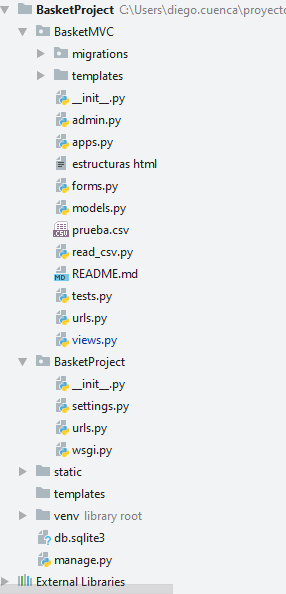 BasketProject C:\Users\diego.cuenca\proyecto
BasketMVC
migrations
templates
__init__.py
admin.py
apps.py
estructuras html
forms.py
models.py
prueba.csv
read_csv.py
README.md
tests.py
urls.py
views.py
BasketProject
__init__.py
settings.py
urls.py
wsgi.py
static
templates
venv library root
db.sqlite3
manage.py
External Libraries